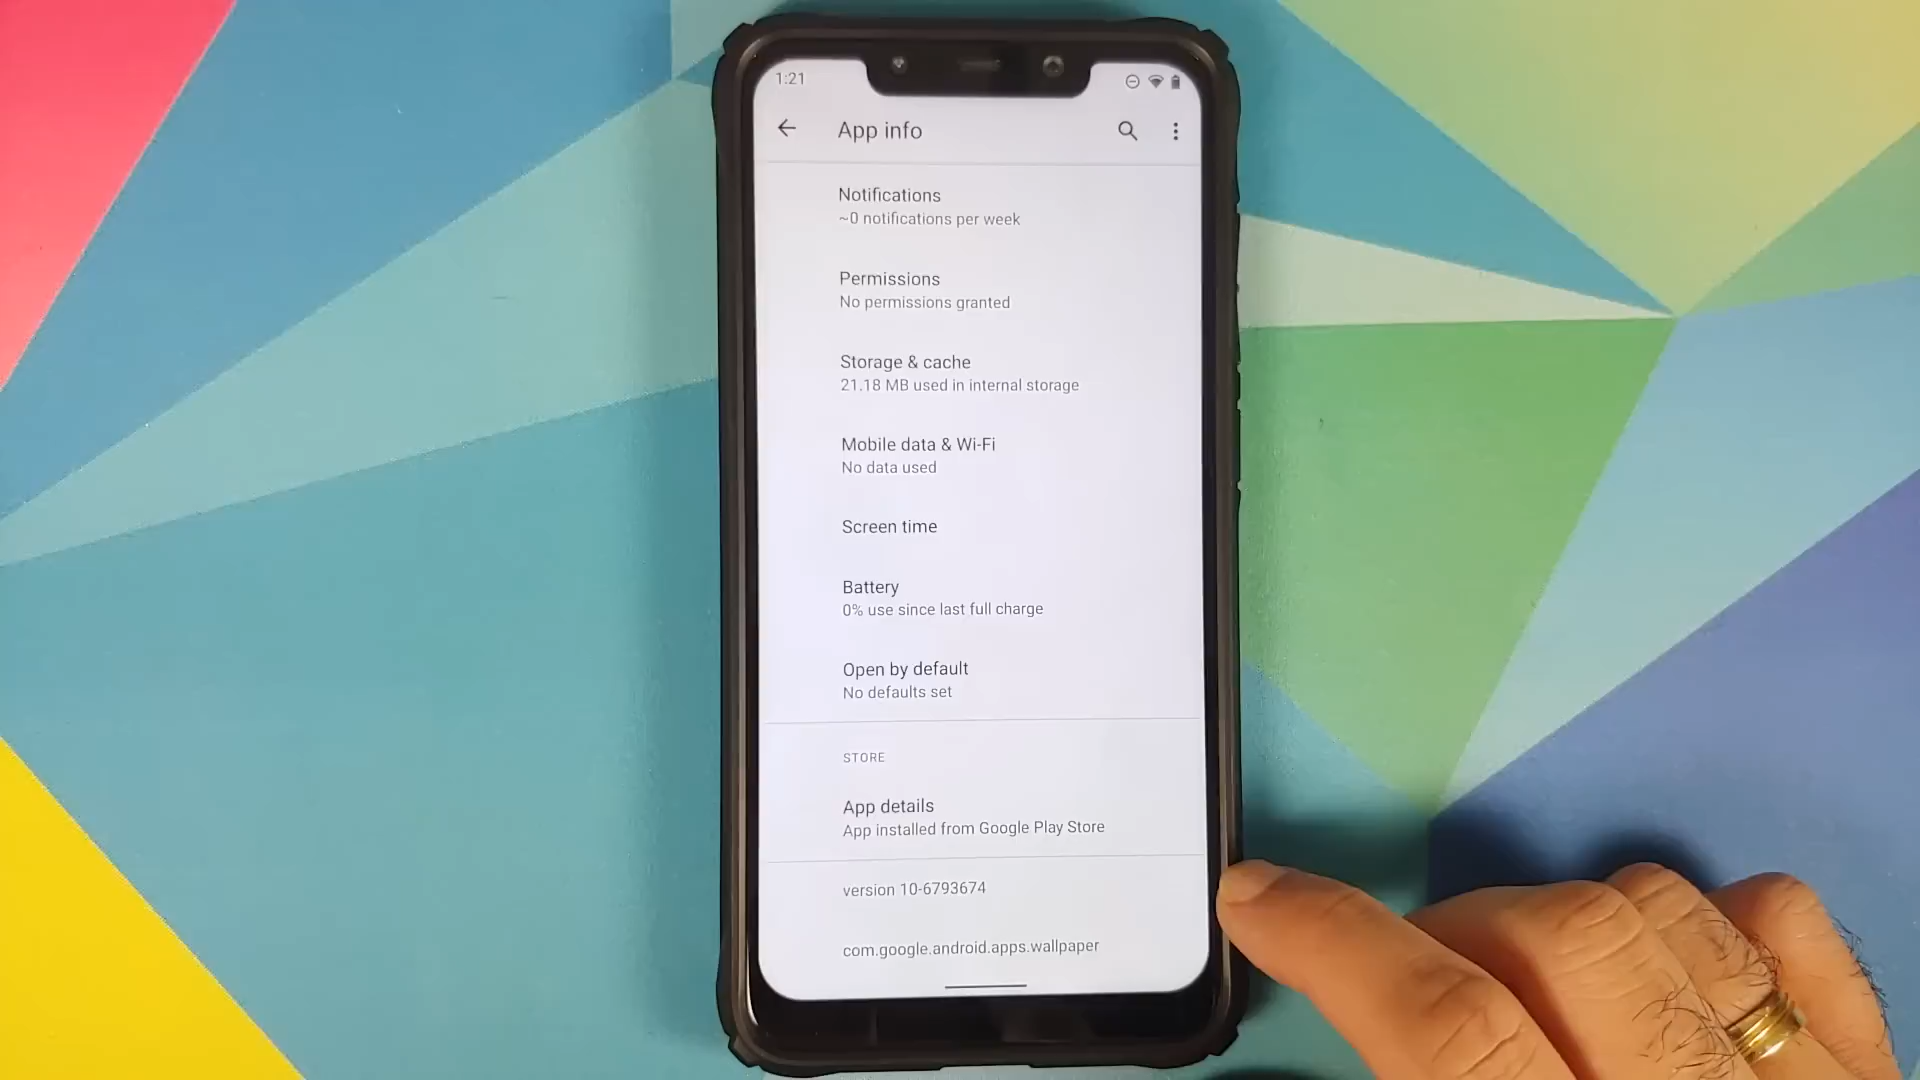 1:21
App info
Notifications
~0 notifications per week
Permissions
No permissions granted
Storage & cache
21.18 MB used in internal storage
Mobile data & Wi-Fi
No data used
Screen time
Battery
0% use since last full charge
Open by default
No defaults set
STORE
App details
App installed from Google Play Store
version 10-6793674
com.google.android.apps.wallpaper